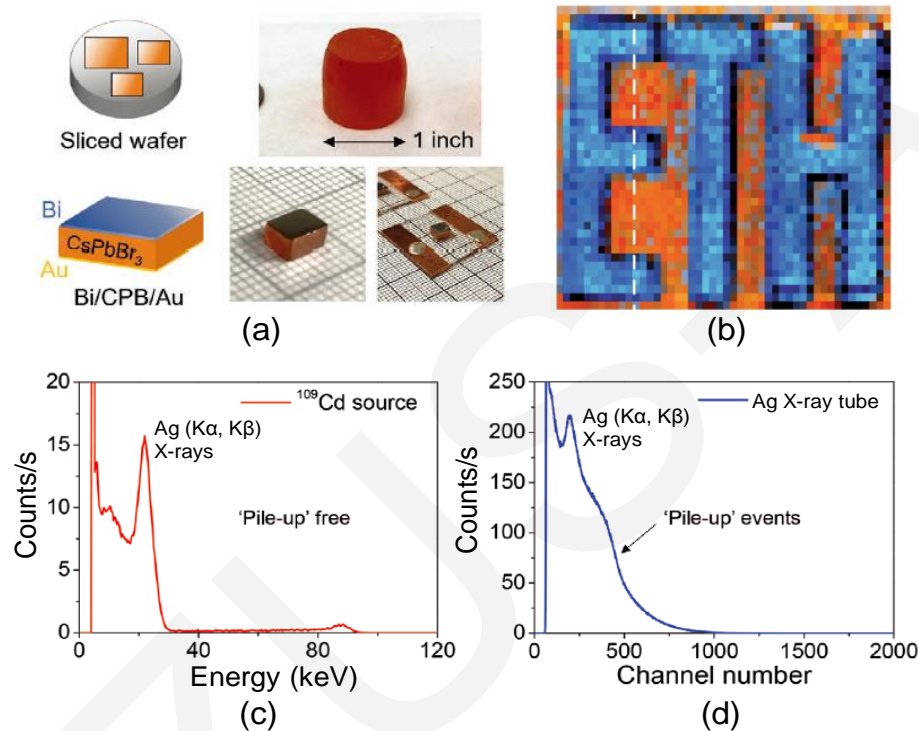 Sliced wafer
1 inch
Bi
CsPbBr₃
Au
Bi/CPB/Au
(a)
ETH
(b)
20
15
10
5
0
Counts/s
¹⁰⁹Cd source
Ag (Kα, Kβ)
X-rays
'Pile-up' free
0
40
80
120
Energy (keV)
(c)
250
200
150
100
50
0
Counts/s
Ag X-ray tube
Ag (Kα, Kβ)
X-rays
'Pile-up' events
0
500
1000
1500
2000
Channel number
(d)